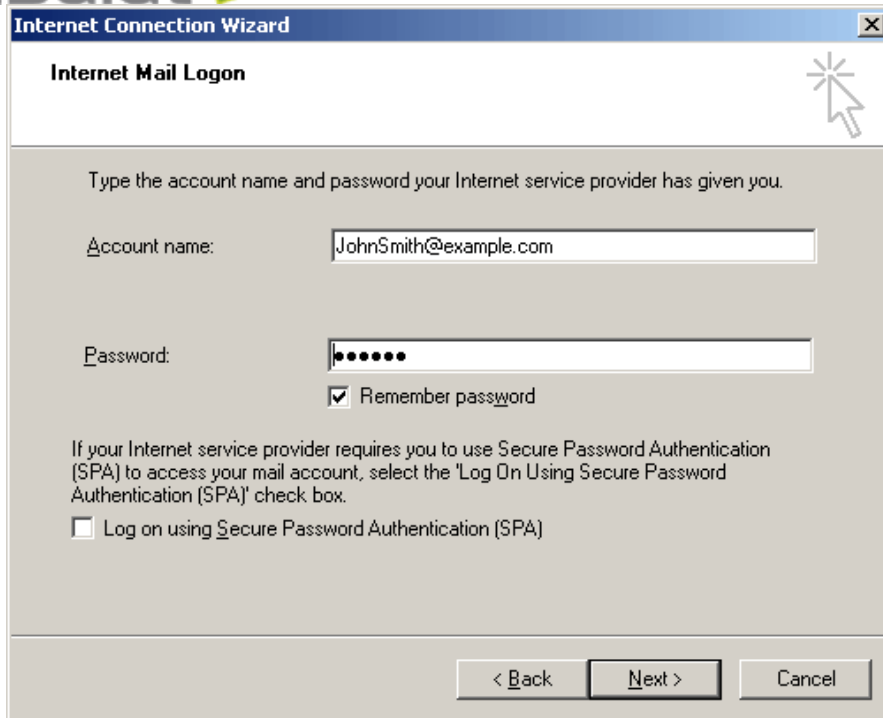 Internet Connection Wizard
Internet Mail Logon
Type the account name and password your Internet service provider has given you.
Account name: JohnSmith@example.com
Password: ••••••
Remember password
If your Internet service provider requires you to use Secure Password Authentication
(SPA) to access your mail account, select the 'Log On Using Secure Password
Authentication (SPA)' check box.
Log on using Secure Password Authentication (SPA)
< Back Next > Cancel